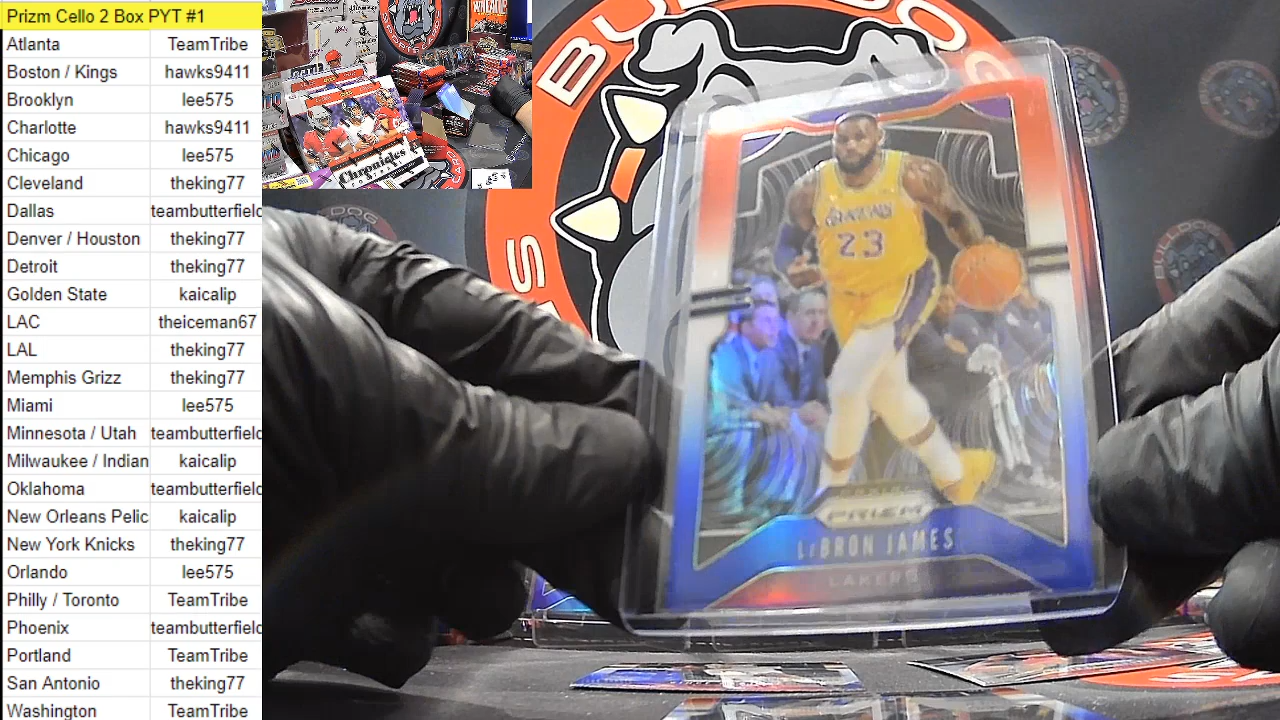 Prizm Cello 2 Box PYT #1
Atlanta TeamTribe
Boston / Kings hawks9411
Brooklyn lee575
Charlotte hawks9411
Chicago lee575
Cleveland theking77
Dallas teambutterfield
Denver / Houston theking77
Detroit theking77
Golden State kaicalip
LAC theiceman67
LAL theking77
Memphis Grizz theking77
Miami lee575
Minnesota / Utah teambutterfield
Milwaukee / Indian kaicalip
Oklahoma teambutterfield
New Orleans Pelic kaicalip
New York Knicks theking77
Orlando lee575
Philly / Toronto TeamTribe
Phoenix teambutterfield
Portland TeamTribe
San Antonio theking77
Washington TeamTribe
Chronicles
BULLDOG
S
23
PRIZM
LEBRON JAMES
LAKERS